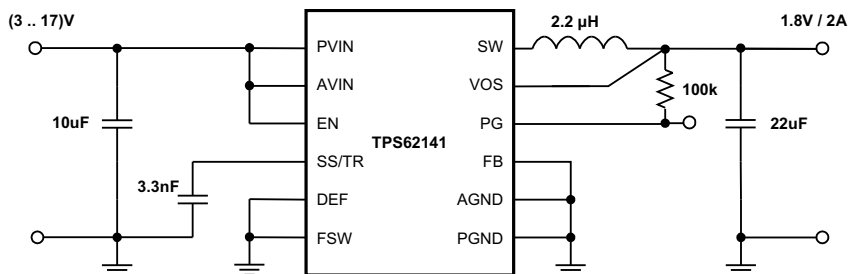 (3 .. 17)V
2.2 µH
1.8V / 2A
PVIN
SW
AVIN
VOS
100k
10uF
EN
PG
22uF
TPS62141
SS/TR
FB
3.3nF
DEF
AGND
FSW
PGND